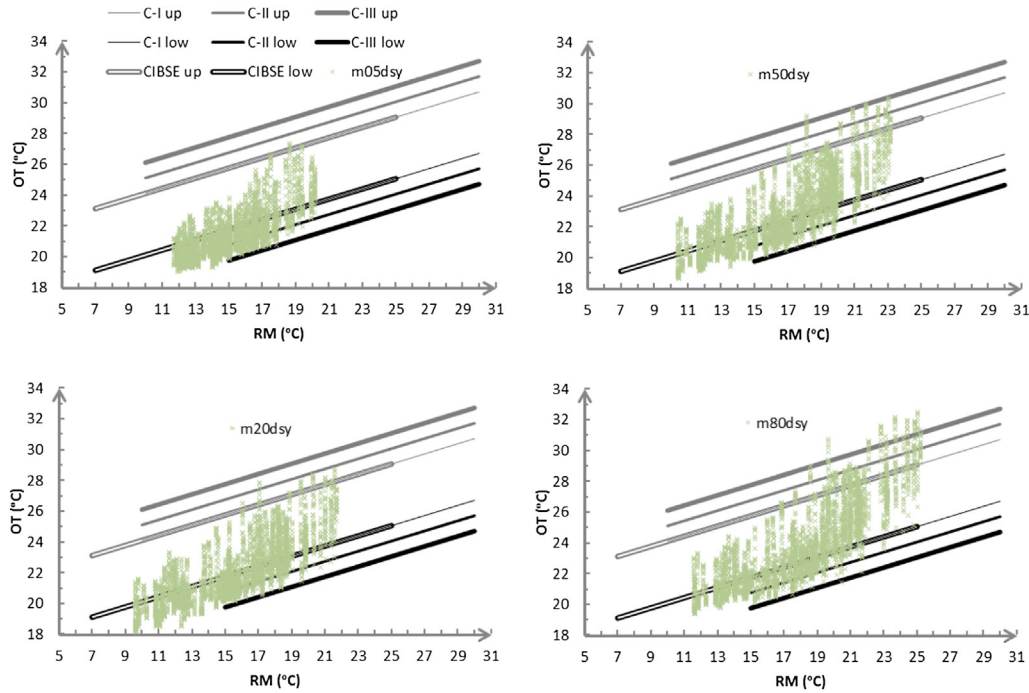 C-I up C-II up C-III up
C-I low C-II low C-III low
CIBSE up CIBSE low m05dsy
34
32
30
28
26
24
22
20
18
OT (°C)
5 7 9 11 13 15 17 19 21 23 25 27 29 31
RM (°C)
m50dsy
34
32
30
28
26
24
22
20
18
OT (°C)
5 7 9 11 13 15 17 19 21 23 25 27 29 31
RM (°C)
m20dsy
34
32
30
28
26
24
22
20
18
OT (°C)
5 7 9 11 13 15 17 19 21 23 25 27 29 31
RM (°C)
m80dsy
34
32
30
28
26
24
22
20
18
OT (°C)
5 7 9 11 13 15 17 19 21 23 25 27 29 31
RM (°C)